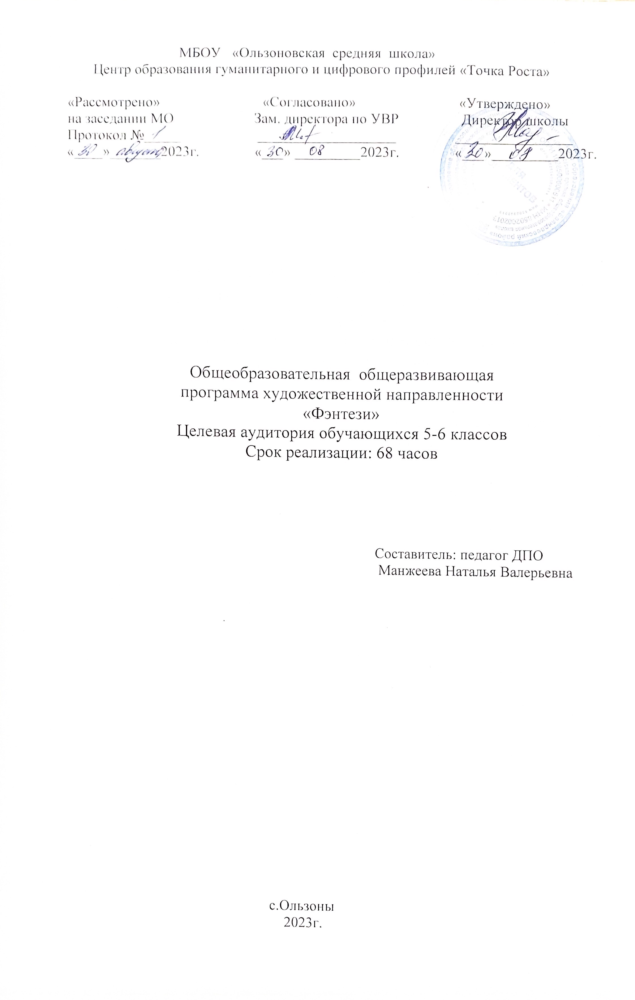 МБОУ «Ользоновская средняя школа»
Центр образования гуманитарного и цифрового профилей «Точка Роста»
«Рассмотрено»
на заседании МО
Протокол № 1
«30» августа 2023г.
«Согласовано»
Зам. директора по УВР
«30» 08 2023г.
«Утверждено»
Директор школы
«30» 08 2023г.
Общеобразовательная общеразвивающая
программа художественной направленности
«Фэнтези»
Целевая аудитория обучающихся 5-6 классов
Срок реализации: 68 часов
Составитель: педагог ДПО
Манжеева Наталья Валерьевна
с.Ользоны
2023г.